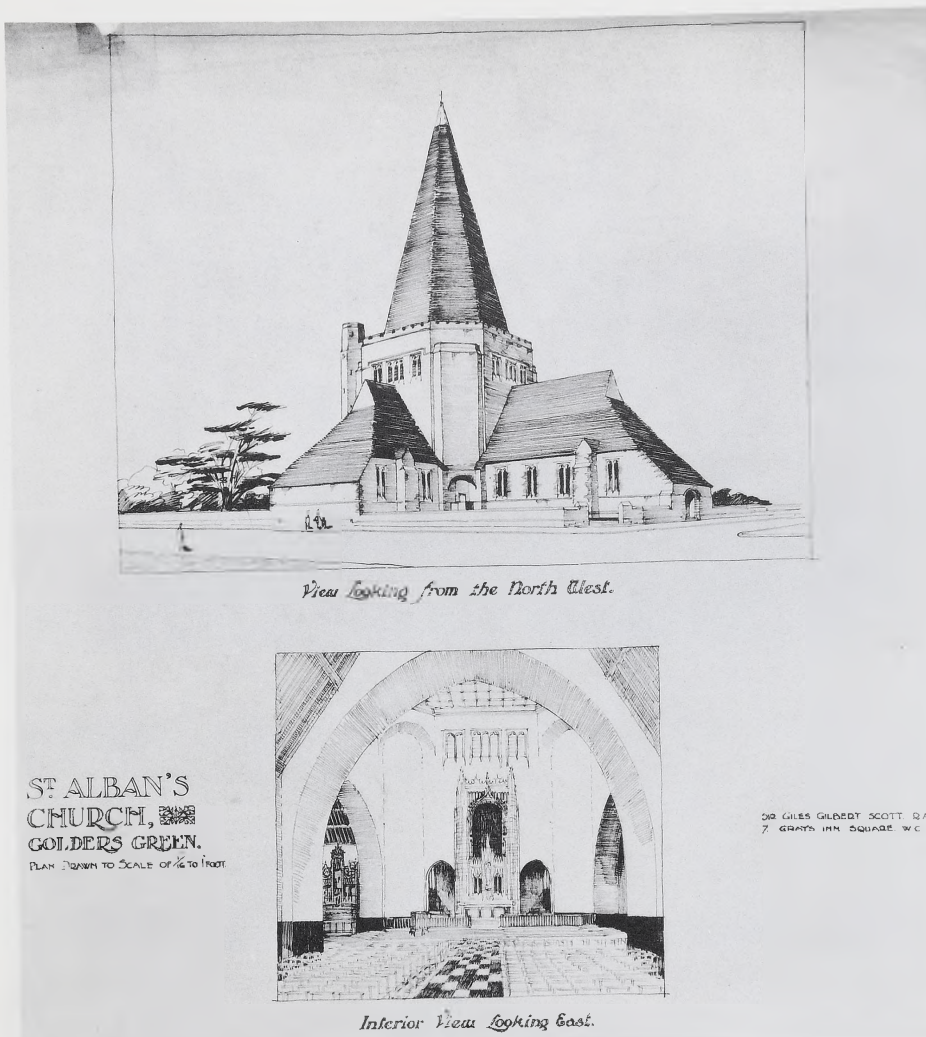 View Looking from the North West.
ST ALBAN'S
CHURCH,
GOLDERS GREEN.
PLAN DRAWN TO SCALE OF 1/16 TO 1 FOOT.
SIR GILES GILBERT SCOTT. R.A
7. GRAY'S INN SQUARE. W C
Interior View Looking East.